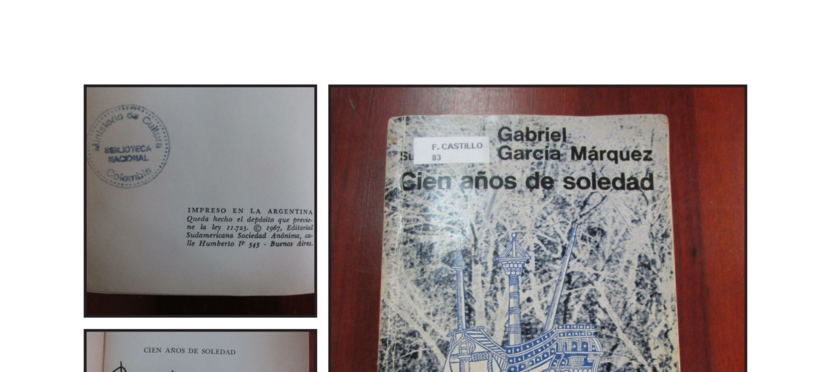 Ministerio de Cultura
BIBLIOTECA
NACIONAL
Colombia
IMPRESO EN LA ARGENTINA
Queda hecho el depósito que previe-
ne la ley 11.723. © 1967, Editorial
Sudamericana Sociedad Anónima, ca-
lle Humberto Iº 545 - Buenos Aires.
CIEN AÑOS DE SOLEDAD
F. CASTILLO
83
Gabriel
García Márquez
Cien años de soledad